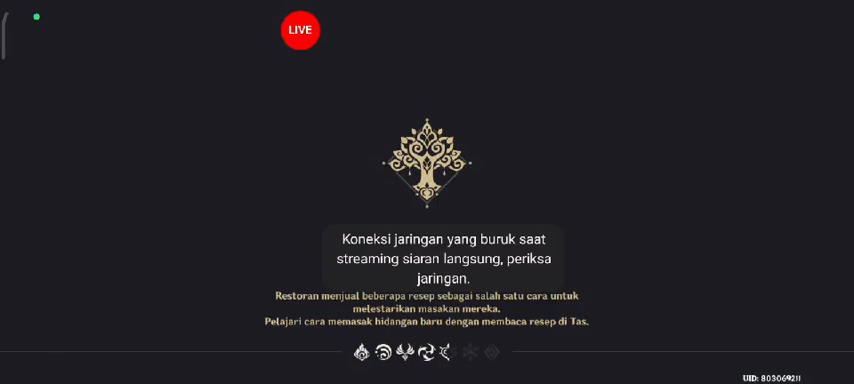 LIVE
Koneksi jaringan yang buruk saat
streaming siaran langsung, periksa
jaringan.
Restoran menjual beberapa resep sebagai salah satu cara untuk
melestarikan masakan mereka.
Pelajari cara memasak hidangan baru dengan membaca resep di Tas.
UID: 803069211